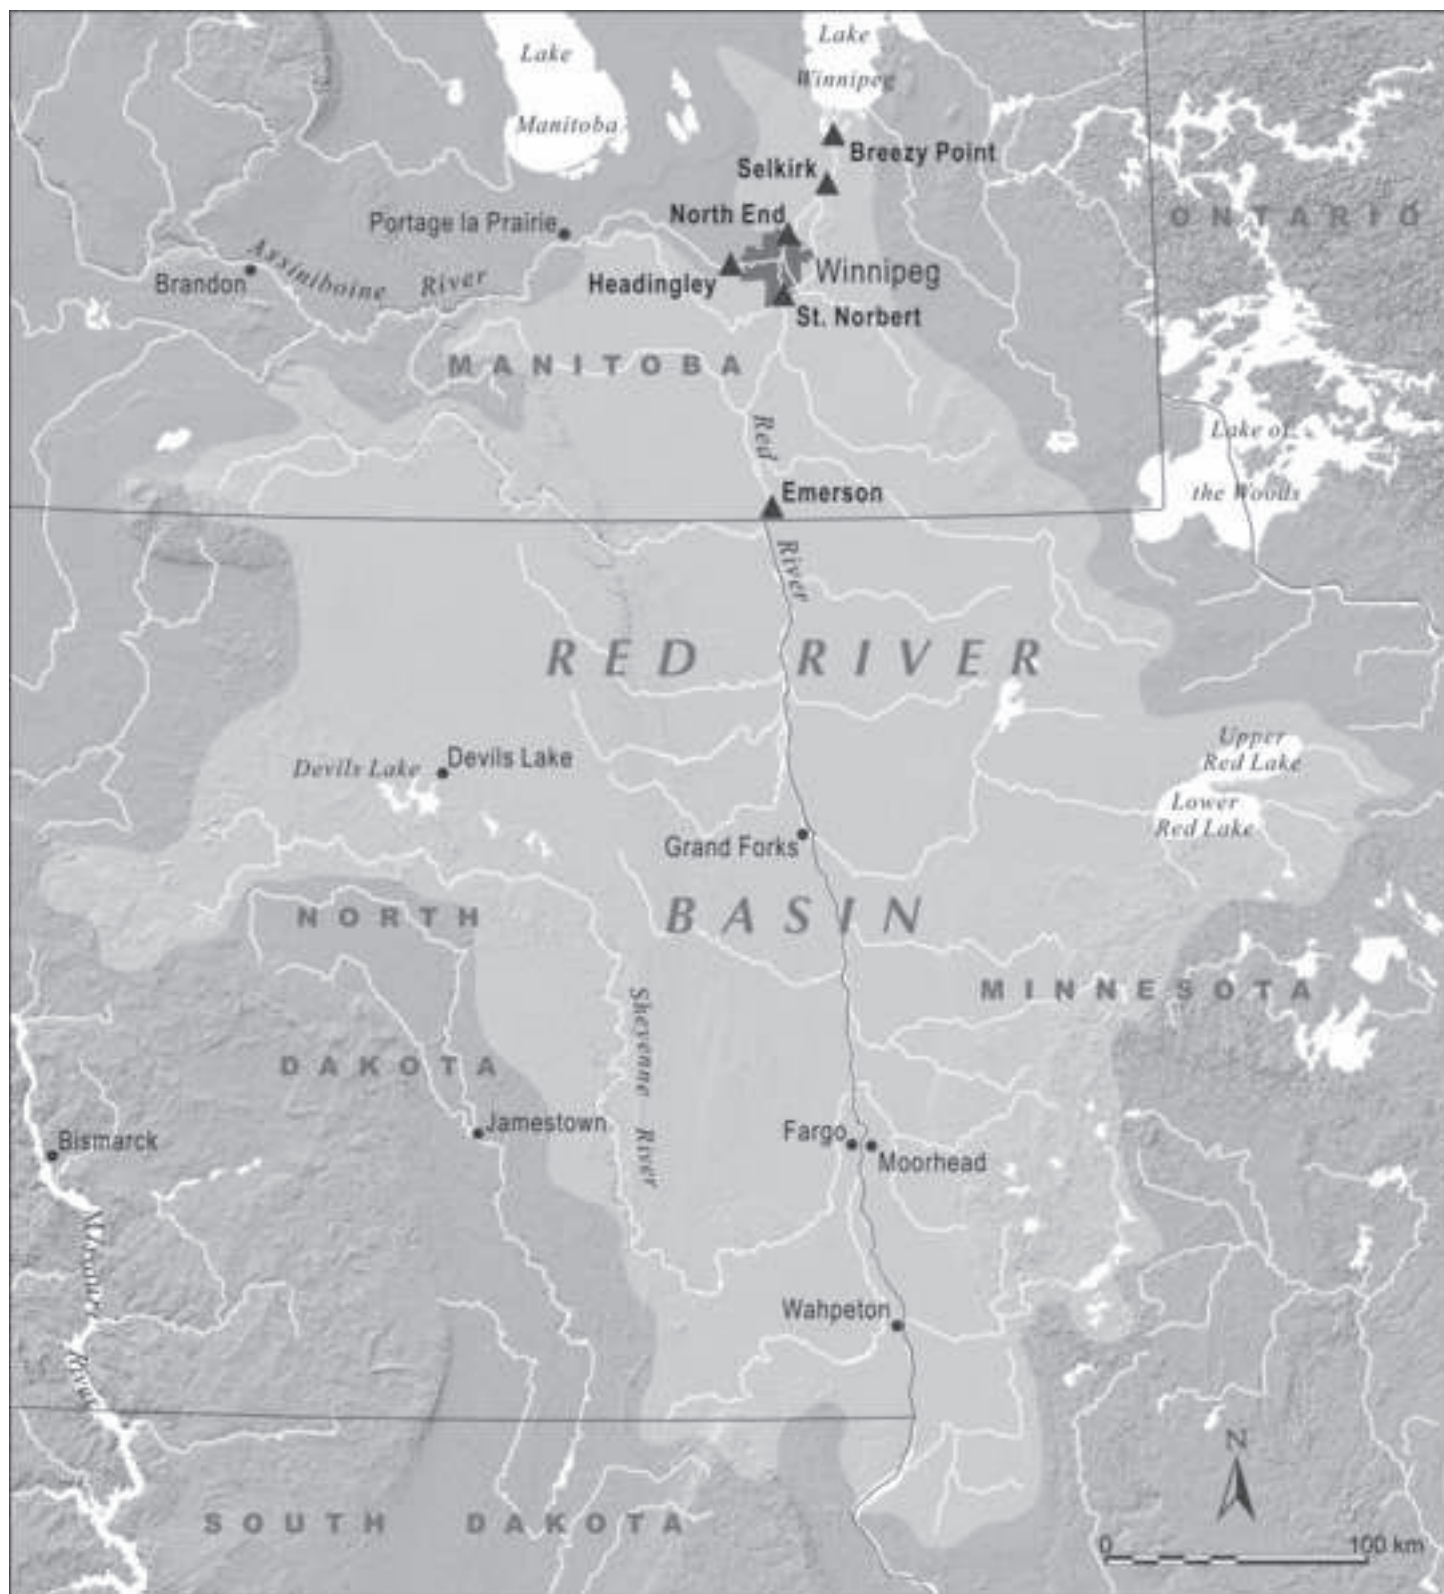 Lake
Manitoba
Lake
Winnipeg
Breezy Point
Selkirk
North End
Portage la Prairie
ONTARIO
Assiniboine River
Brandon
Headingley
Winnipeg
St. Norbert
MANITOBA
Red
River
Lake of
the Woods
Emerson
RED RIVER
BASIN
Devils Lake
Devils Lake
Upper
Red Lake
Lower
Red Lake
Grand Forks
NORTH
DAKOTA
MINNESOTA
Sheyenne River
Jamestown
Bismarck
Fargo
Moorhead
Missouri River
Wahpeton
SOUTH DAKOTA
N
0 100 km